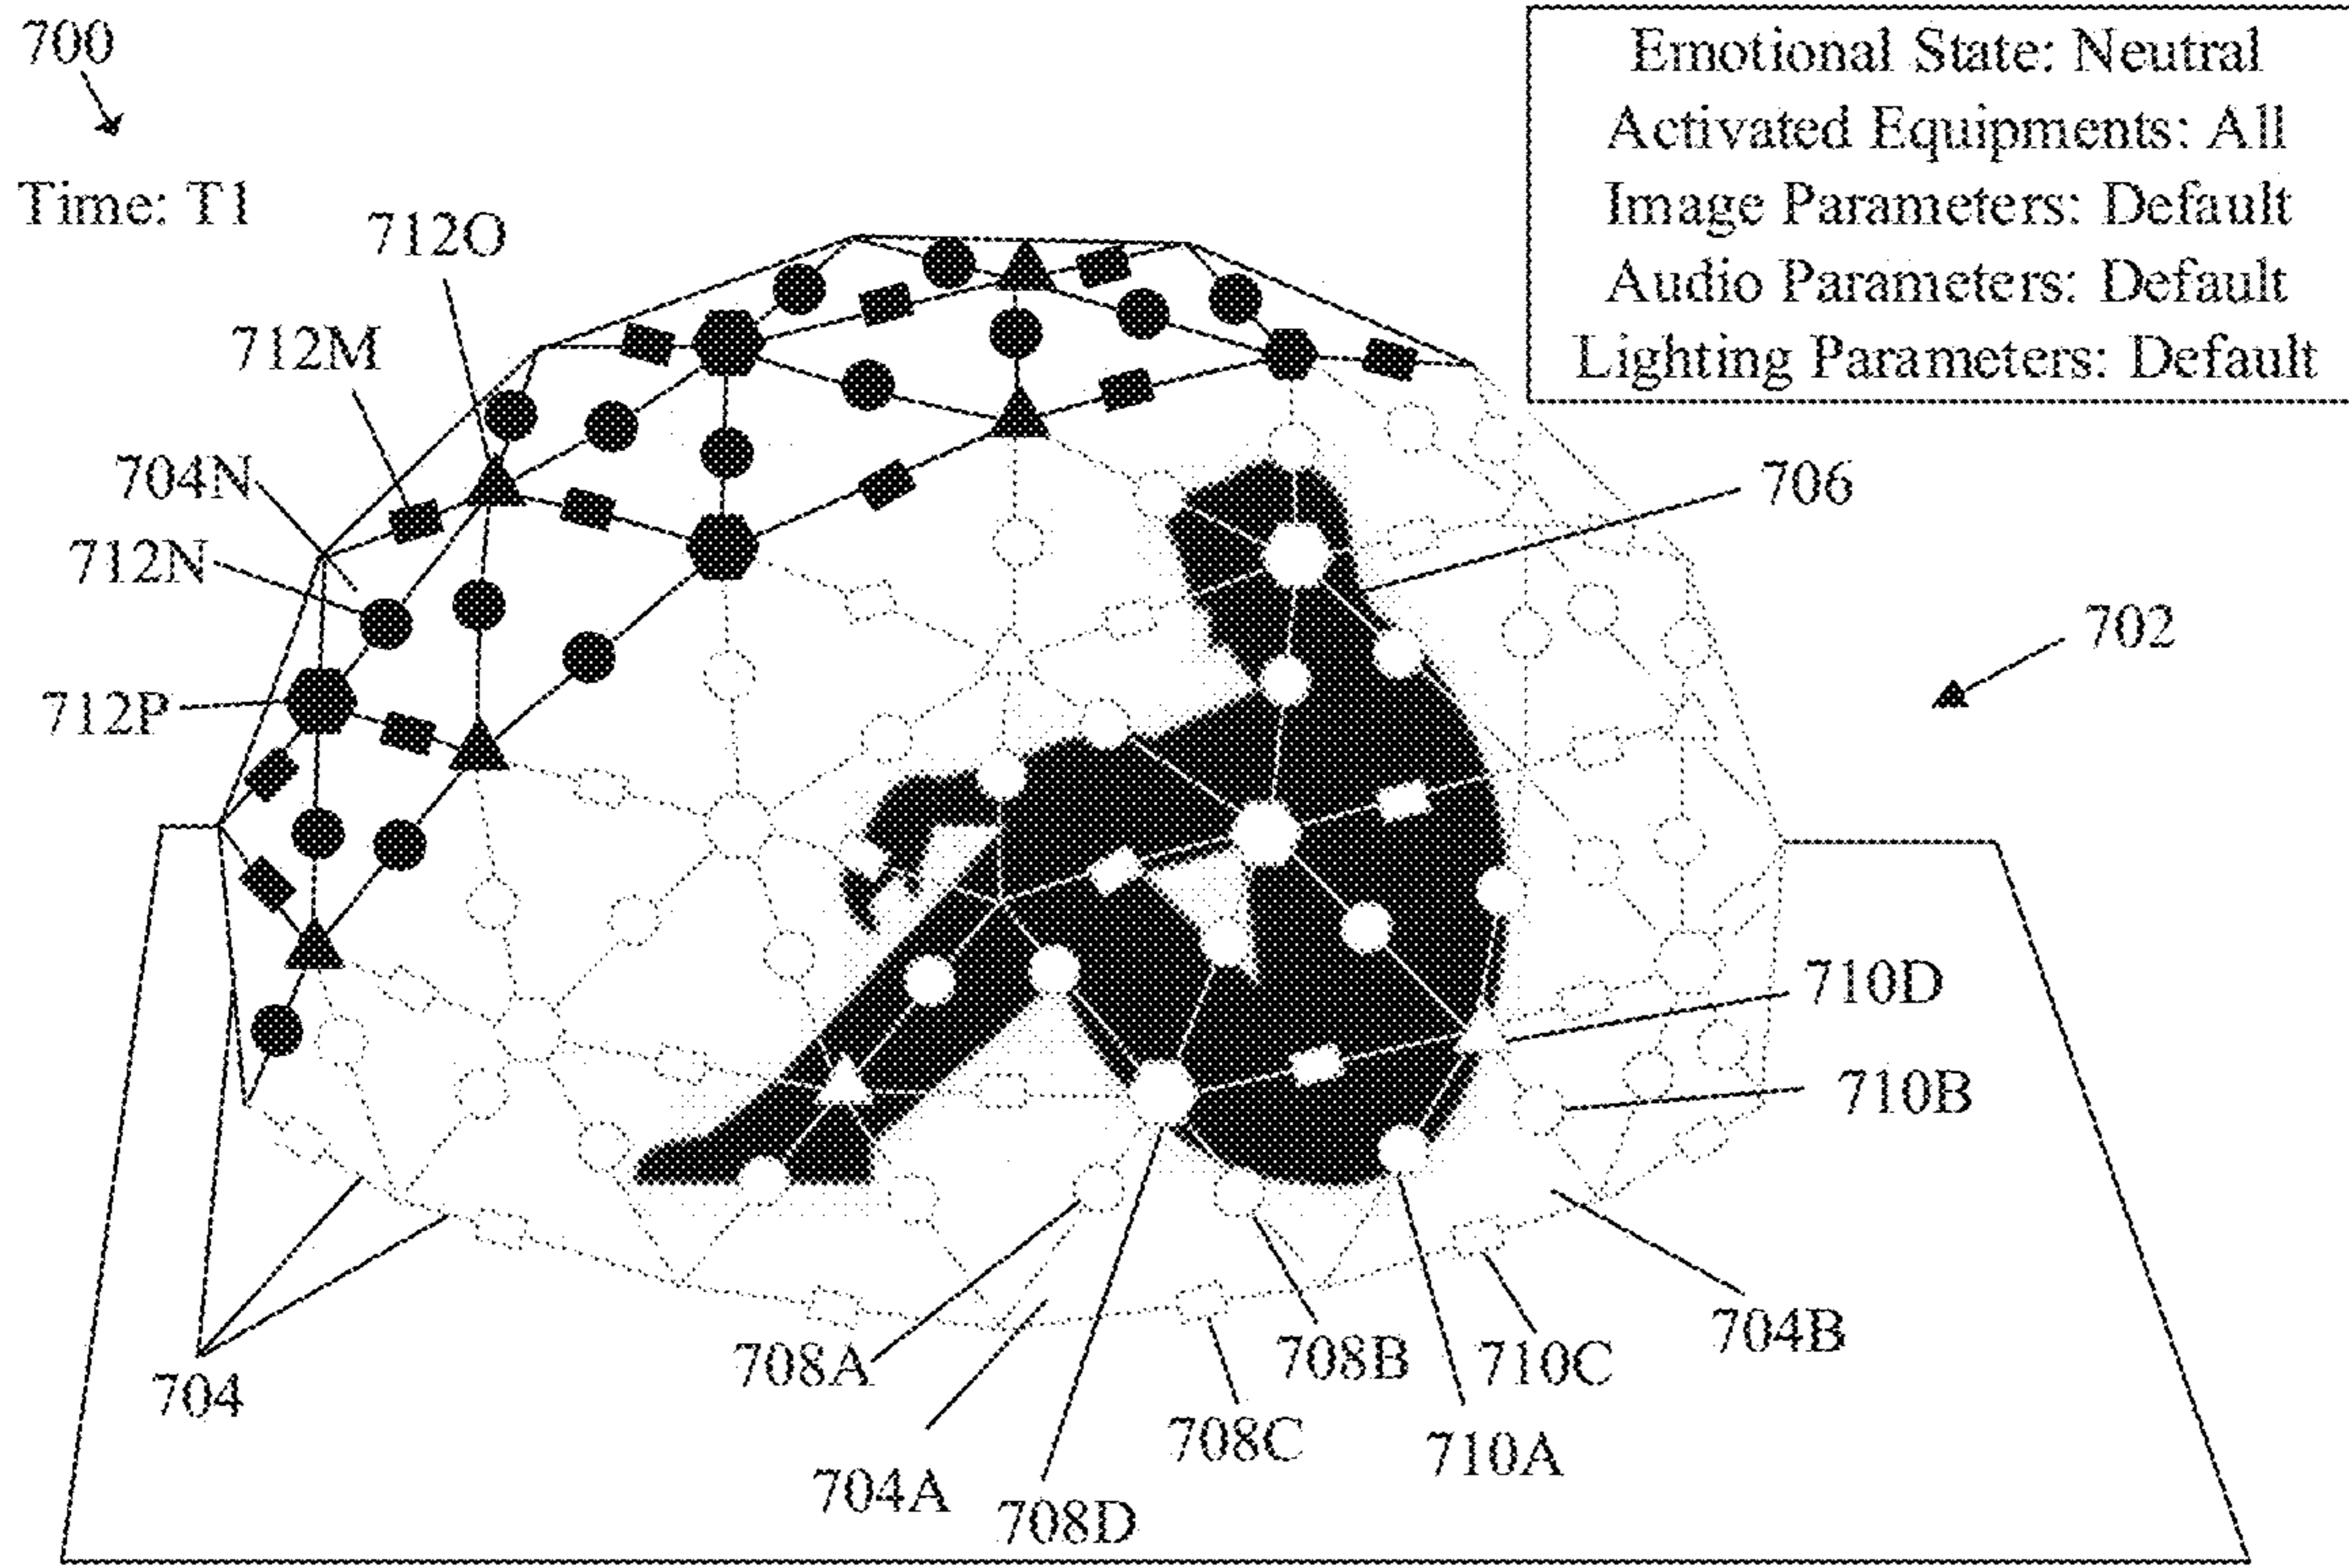 700
Time: T1
Emotional State: Neutral
Activated Equipments: All
Image Parameters: Default
Audio Parameters: Default
Lighting Parameters: Default
712O
712M
704N
712N
712P
706
702
710D
710B
704B
710C
708B
708A
704
708C
710A
704A
708D